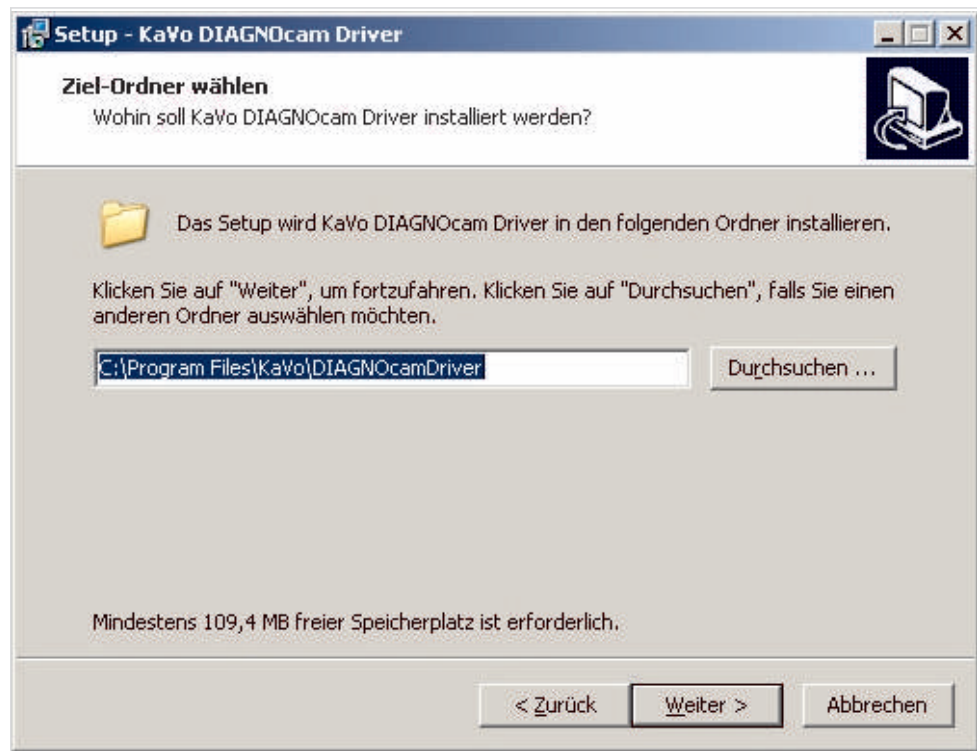 Setup - KaVo DIAGNOcam Driver
Ziel-Ordner wählen
Wohin soll KaVo DIAGNOcam Driver installiert werden?
Das Setup wird KaVo DIAGNOcam Driver in den folgenden Ordner installieren.
Klicken Sie auf "Weiter", um fortzufahren. Klicken Sie auf "Durchsuchen", falls Sie einen
anderen Ordner auswählen möchten.
C:\Program Files\KaVo\DIAGNOcamDriver
Durchsuchen ...
Mindestens 109,4 MB freier Speicherplatz ist erforderlich.
< Zurück
Weiter >
Abbrechen